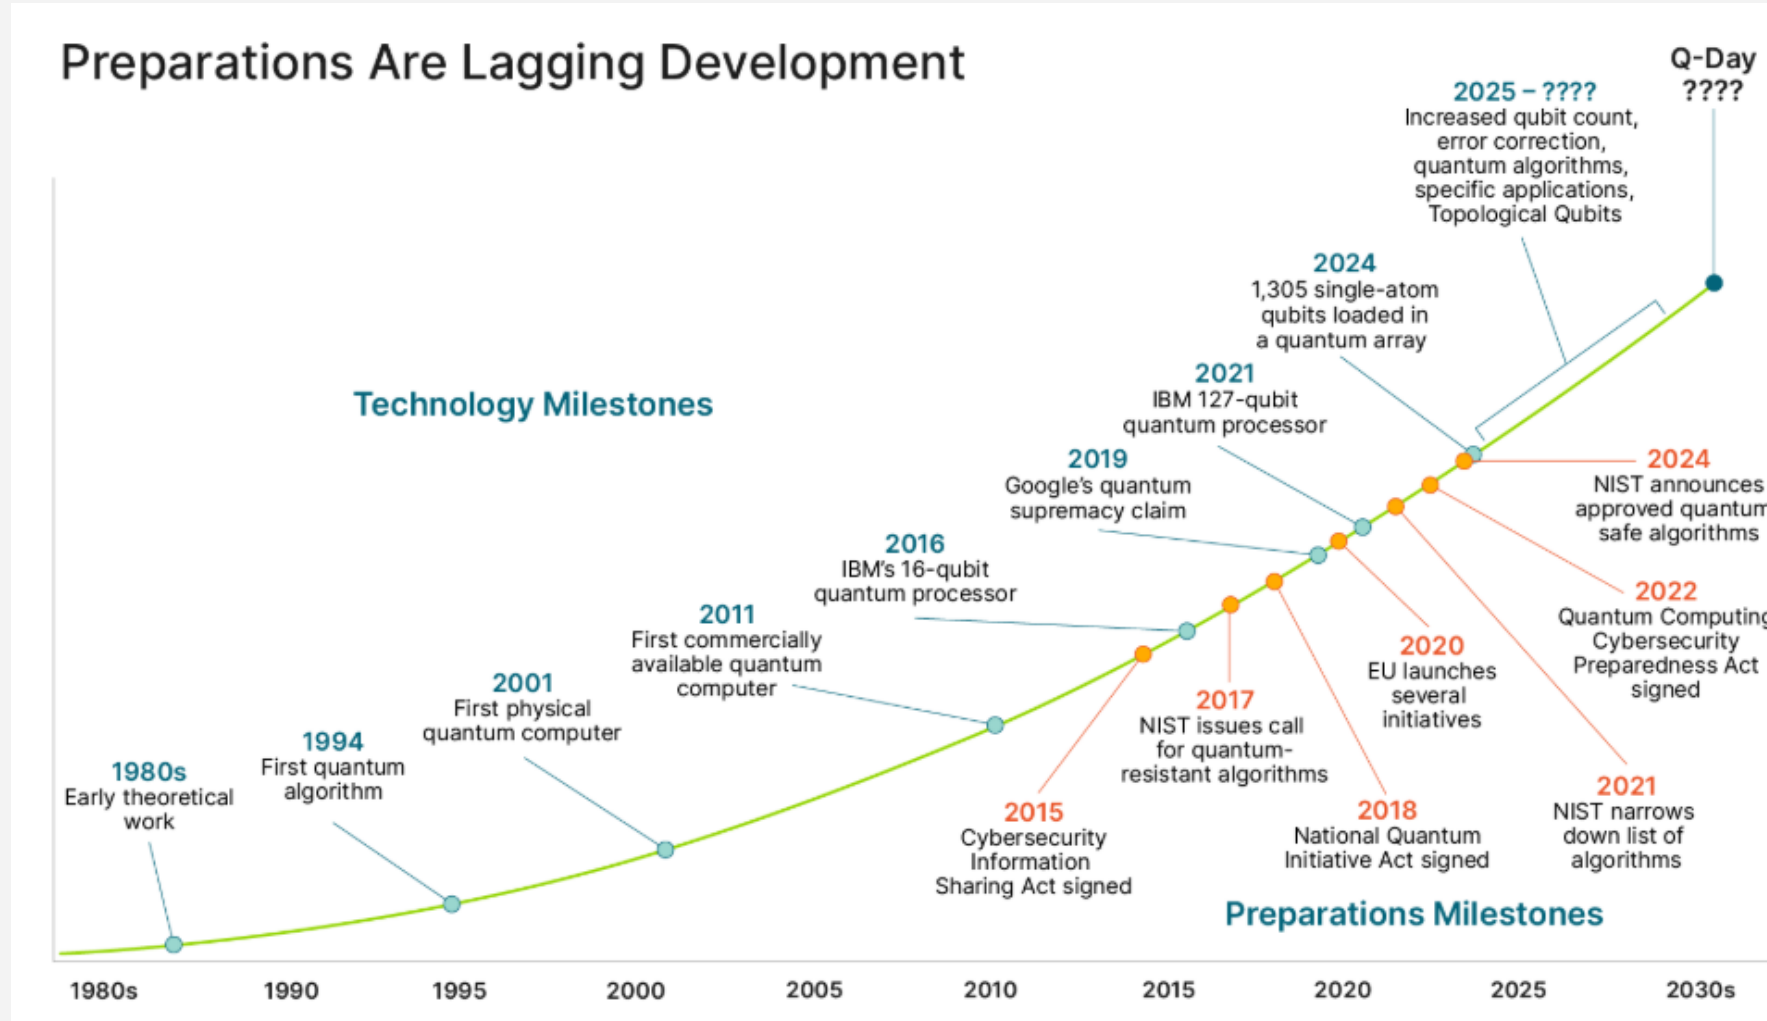 Preparations Are Lagging Development
Q-Day
????
2025 – ????
Increased qubit count,
error correction,
quantum algorithms,
specific applications,
Topological Qubits
2024
1,305 single-atom
qubits loaded in
a quantum array
2021
IBM 127-qubit
quantum processor
Technology Milestones
2019
Google's quantum
supremacy claim
2016
IBM's 16-qubit
quantum processor
2011
First commercially
available quantum
computer
2001
First physical
quantum computer
1994
First quantum
algorithm
1980s
Early theoretical
work
2024
NIST announces
approved quantum
safe algorithms
2022
Quantum Computing
Cybersecurity
Preparedness Act
signed
2020
EU launches
several
initiatives
2017
NIST issues call
for quantum-
resistant algorithms
2021
NIST narrows
down list of
algorithms
2015
Cybersecurity
Information
Sharing Act signed
2018
National Quantum
Initiative Act signed
Preparations Milestones
1980s 1990 1995 2000 2005 2010 2015 2020 2025 2030s